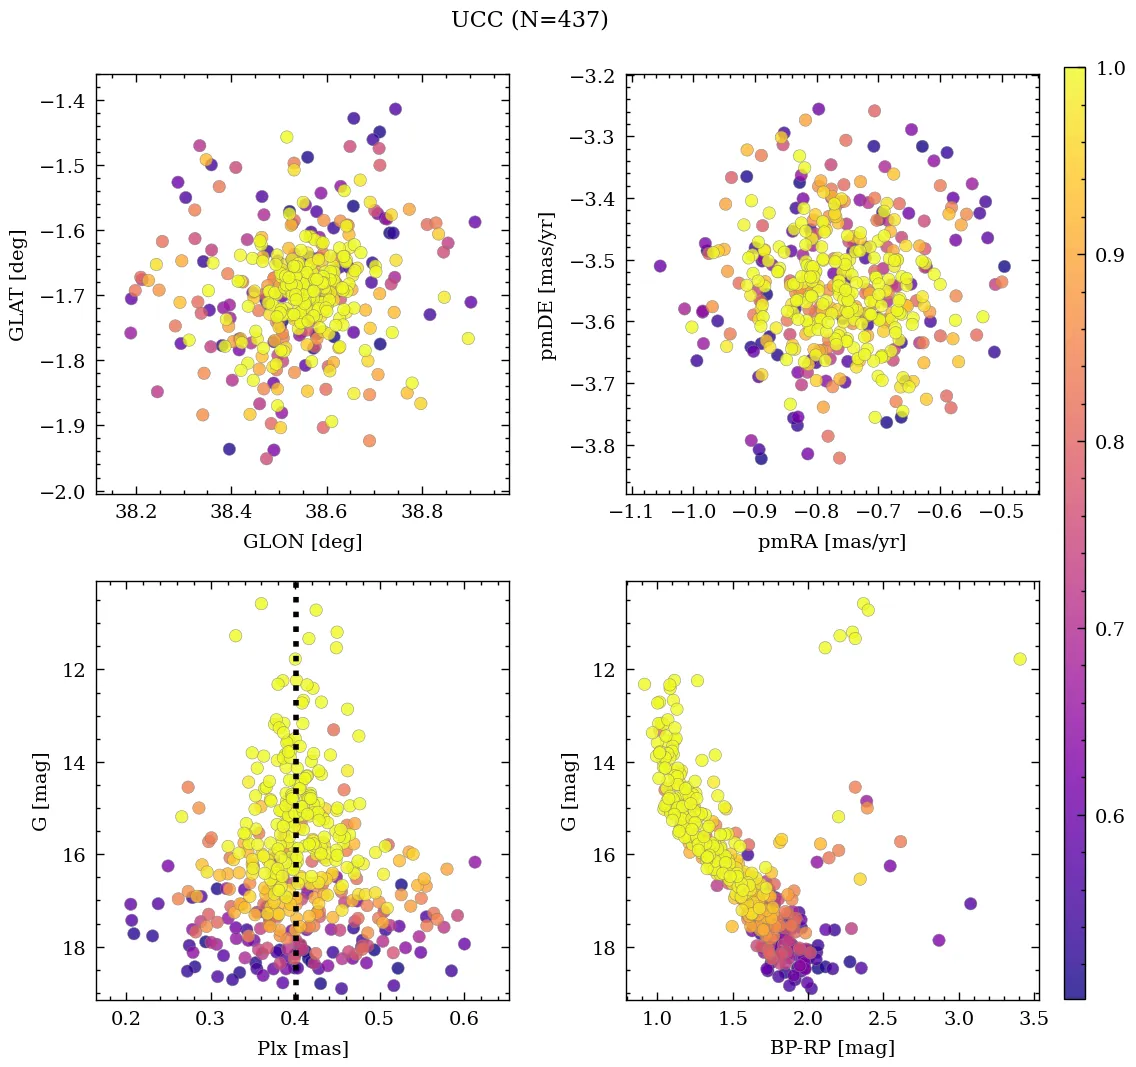 UCC (N=437)
−1.4
−1.5
−1.6
−1.7
−1.8
−1.9
−2.0
GLAT [deg]
38.2 38.4 38.6 38.8
GLON [deg]
−3.2
−3.3
−3.4
−3.5
−3.6
−3.7
−3.8
pmDE [mas/yr]
−1.1 −1.0 −0.9 −0.8 −0.7 −0.6 −0.5
pmRA [mas/yr]
12
14
16
18
G [mag]
0.2 0.3 0.4 0.5 0.6
Plx [mas]
12
14
16
18
G [mag]
1.0 1.5 2.0 2.5 3.0 3.5
BP-RP [mag]
1.0
0.9
0.8
0.7
0.6